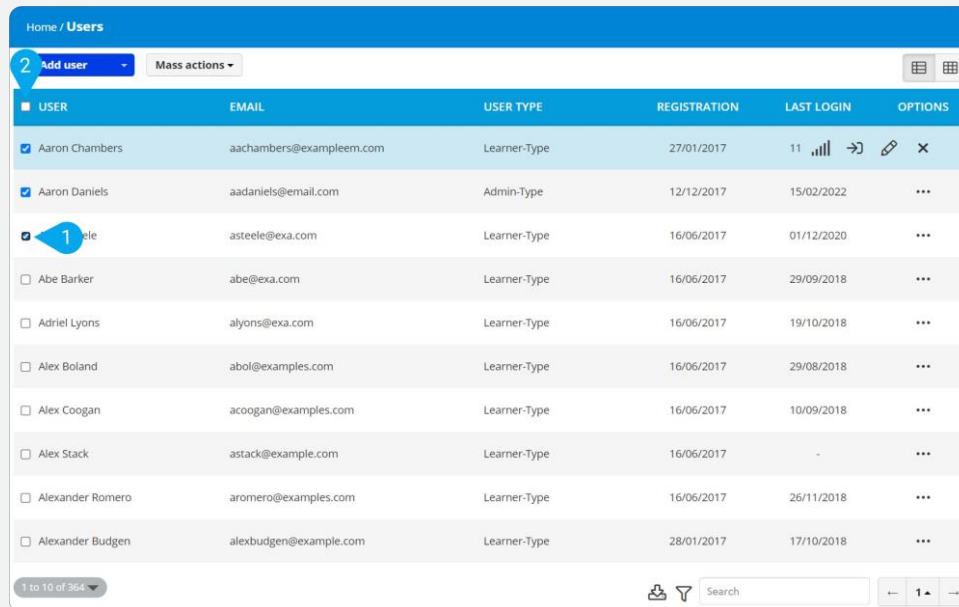 Home / Users
2 Add user Mass actions
USER EMAIL USER TYPE REGISTRATION LAST LOGIN OPTIONS
Aaron Chambers aachambers@exampleem.com Learner-Type 27/01/2017 11
Aaron Daniels aadaniels@email.com Admin-Type 12/12/2017 15/02/2022 ...
1 ele asteele@exa.com Learner-Type 16/06/2017 01/12/2020 ...
Abe Barker abe@exa.com Learner-Type 16/06/2017 29/09/2018 ...
Adriel Lyons alyons@exa.com Learner-Type 16/06/2017 19/10/2018 ...
Alex Boland abol@examples.com Learner-Type 16/06/2017 29/08/2018 ...
Alex Coogan acoogan@examples.com Learner-Type 16/06/2017 10/09/2018 ...
Alex Stack astack@example.com Learner-Type 16/06/2017 - ...
Alexander Romero aromero@examples.com Learner-Type 16/06/2017 26/11/2018 ...
Alexander Budgen alexbudgen@example.com Learner-Type 28/01/2017 17/10/2018 ...
1 to 10 of 364 Search ← 1 →